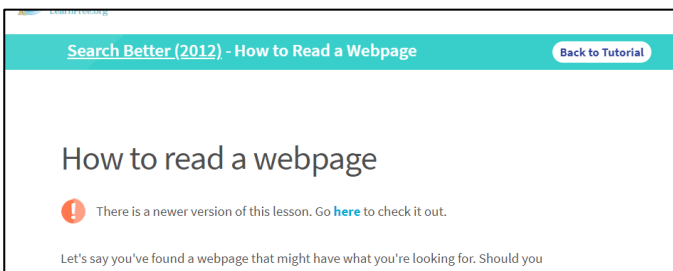 LearnFree.org
Search Better (2012) - How to Read a Webpage
Back to Tutorial
How to read a webpage
There is a newer version of this lesson. Go here to check it out.
Let's say you've found a webpage that might have what you're looking for. Should you